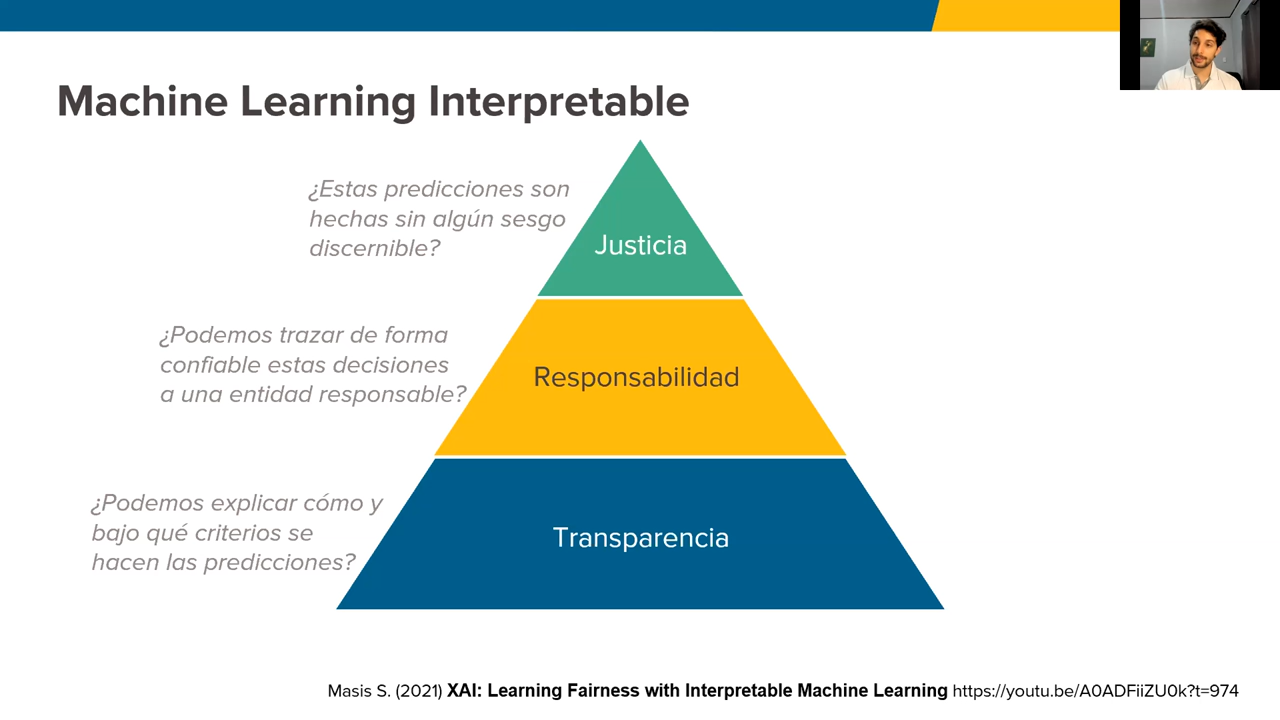 Machine Learning Interpretable
¿Estas predicciones son
hechas sin algún sesgo
discernible?
Justicia
¿Podemos trazar de forma
confiable estas decisiones
a una entidad responsable?
Responsabilidad
¿Podemos explicar cómo y
bajo qué criterios se
hacen las predicciones?
Transparencia
Masis S. (2021) XAI: Learning Fairness with Interpretable Machine Learning https://youtu.be/A0ADFiiZU0k?t=974